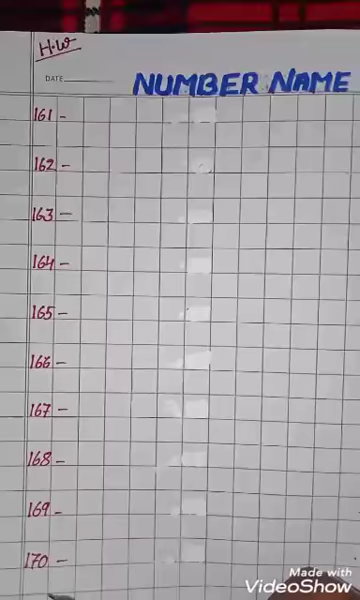 H.W
DATE
NUMBER NAME
161 -
162 -
163 -
164 -
165 -
166 -
167 -
168 -
169 -
170 -
Made with
VideoShow